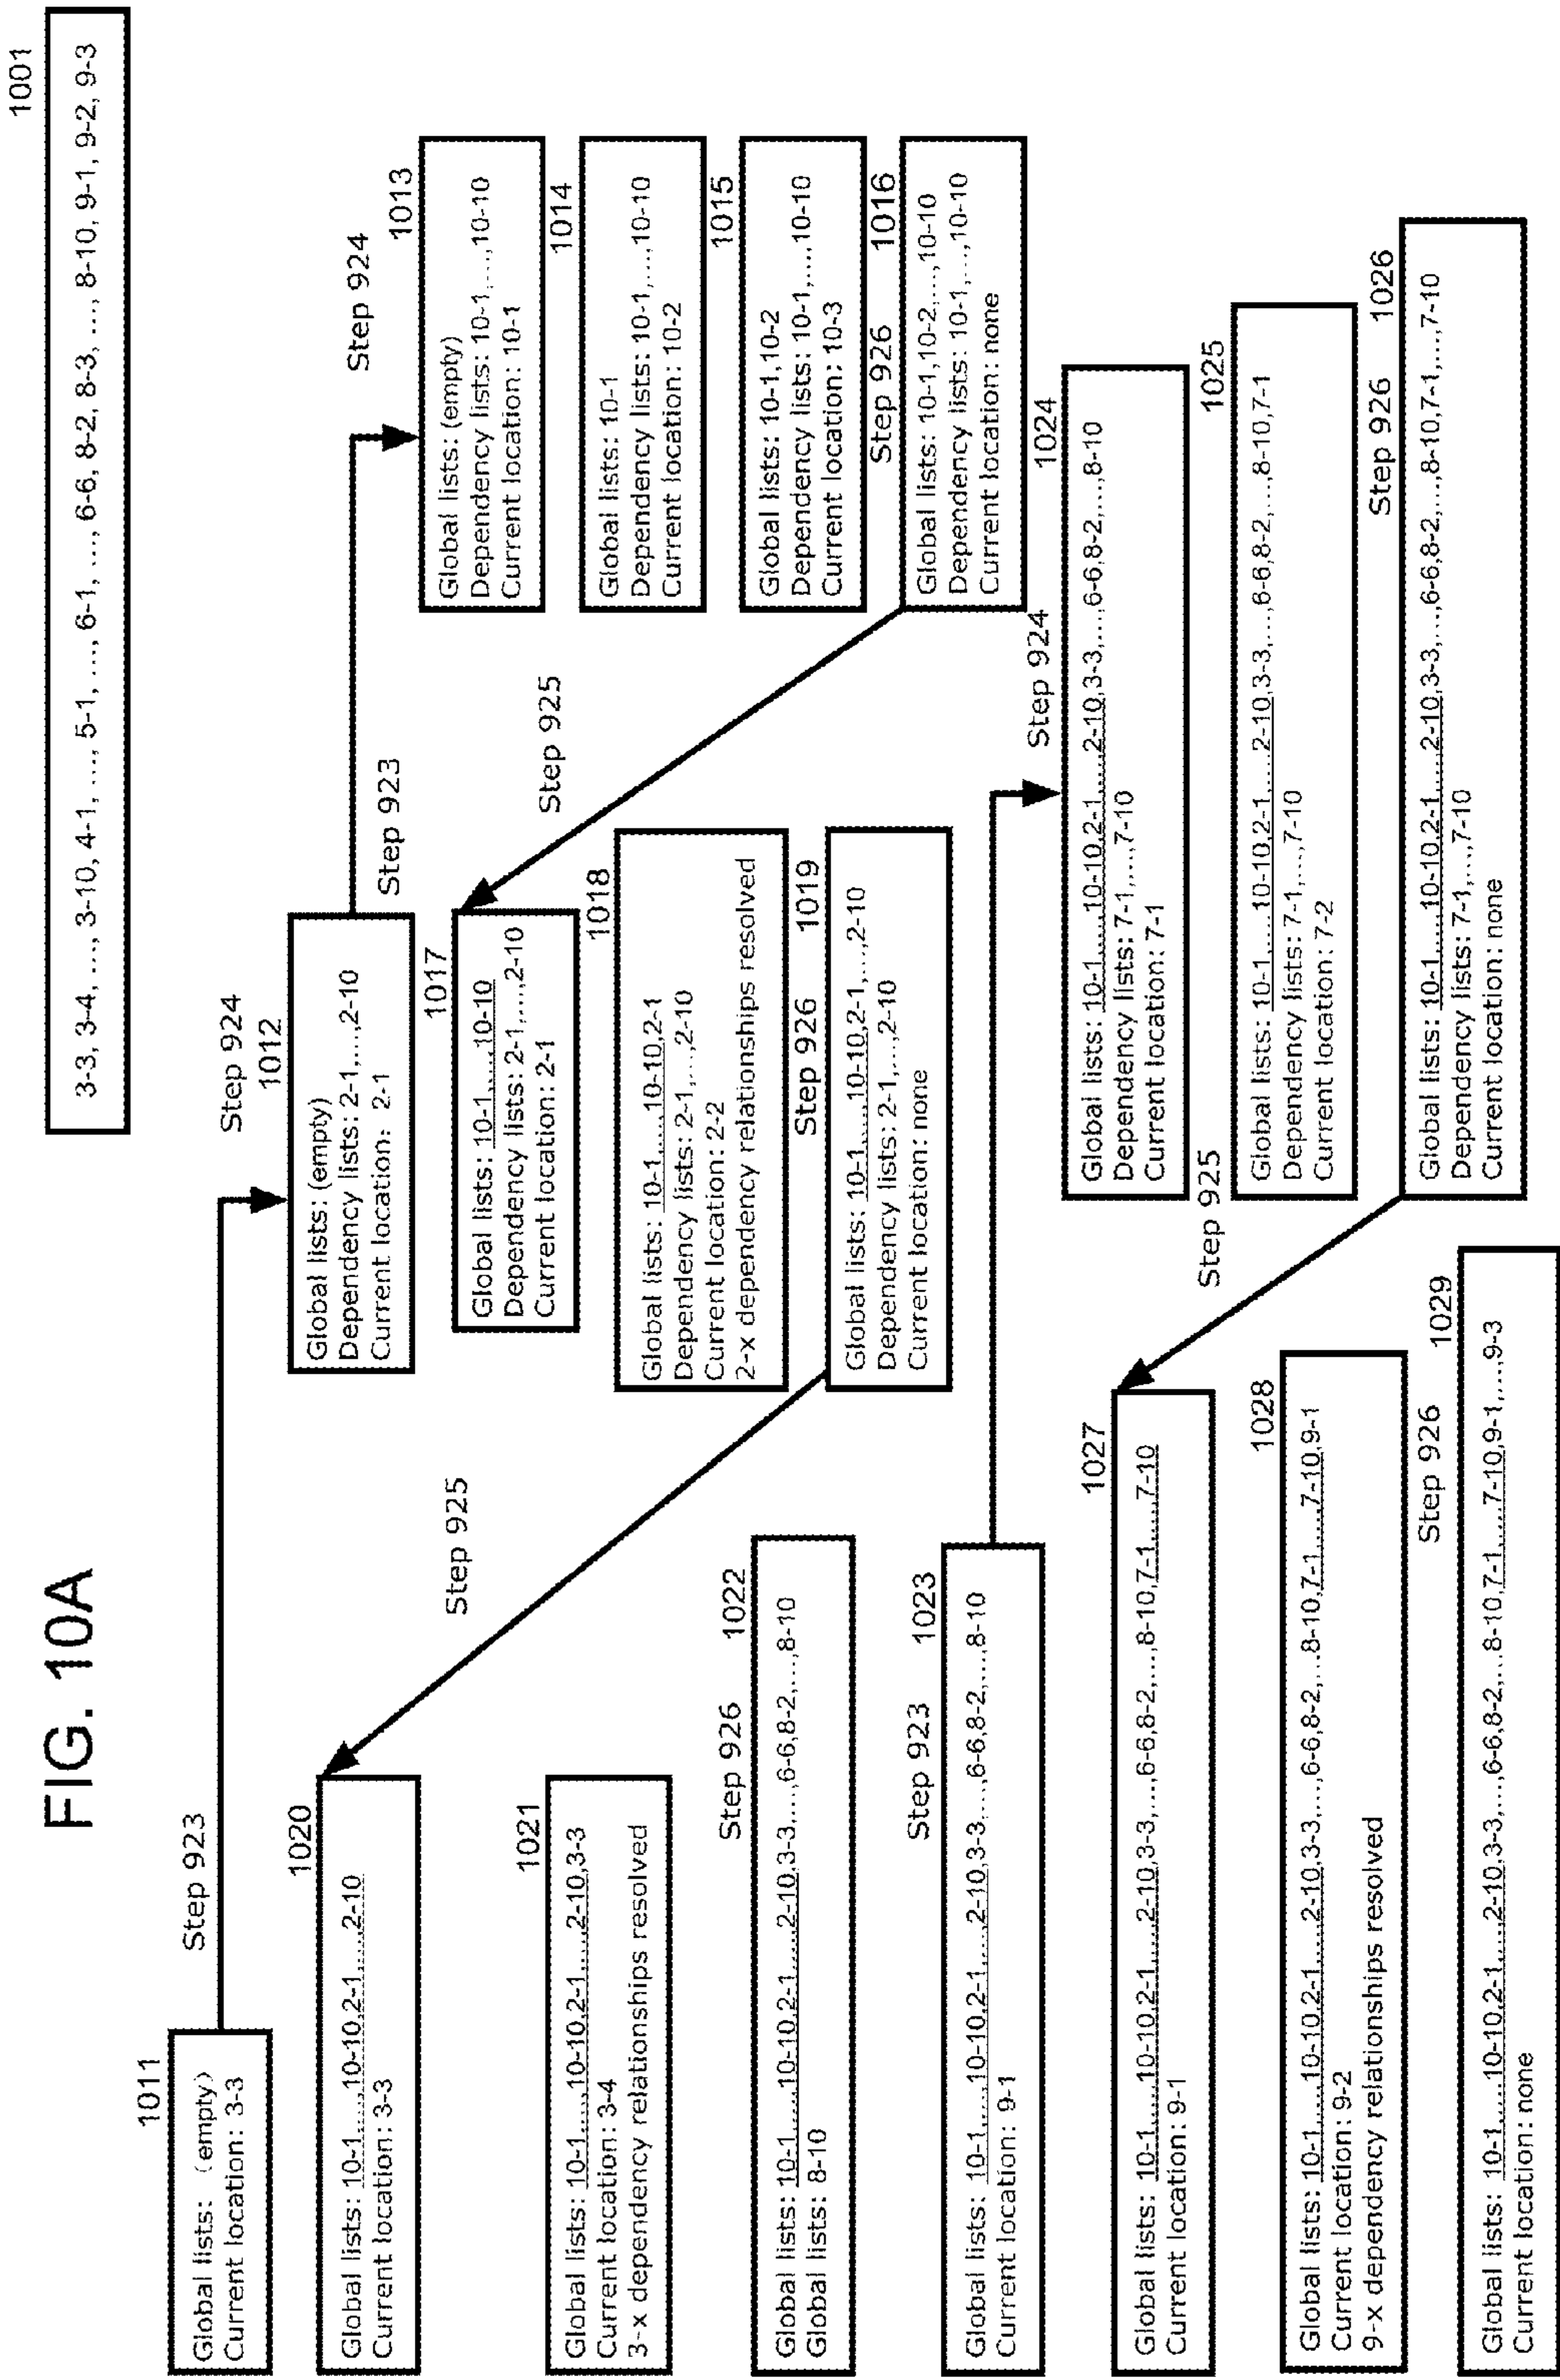 FIG. 10A
1001
3-3, 3-4, ..., 3-10, 4-1, ..., 5-1, ..., 6-1, ..., 6-6, 8-2, 8-3, ..., 8-10, 9-1, 9-2, 9-3
1011
Global lists: (empty)
Current location: 3-3
Step 923
Step 924
1012
Global lists: (empty)
Dependency lists: 2-1,...,2-10
Current location: 2-1
Step 923
Step 924
1013
Global lists: (empty)
Dependency lists: 10-1,...,10-10
Current location: 10-1
1014
Global lists: 10-1
Dependency lists: 10-1,...,10-10
Current location: 10-2
1015
Global lists: 10-1,10-2
Dependency lists: 10-1,...,10-10
Current location: 10-3
Step 926
1016
Global lists: 10-1,10-2,...,10-10
Dependency lists: 10-1,...,10-10
Current location: none
Step 925
1017
Global lists: 10-1,...,10-10
Dependency lists: 2-1,...,2-10
Current location: 2-1
1018
Global lists: 10-1,...,10-10,2-1
Dependency lists: 2-1,...,2-10
Current location: 2-2
2-x dependency relationships resolved
Step 926
1019
Global lists: 10-1,...,10-10,2-1,...,2-10
Dependency lists: 2-1,...,2-10
Current location: none
Step 925
1020
Global lists: 10-1,...,10-10,2-1,...,2-10
Current location: 3-3
1021
Global lists: 10-1,...,10-10,2-1,...,2-10,3-3
Current location: 3-4
3-x dependency relationships resolved
Step 926
1022
Global lists: 10-1,...,10-10,2-1,...,2-10,3-3,...,6-6,8-2,...,8-10
Global lists: 8-10
Step 923
1023
Global lists: 10-1,...,10-10,2-1,...,2-10,3-3,...,6-6,8-2,...,8-10
Current location: 9-1
Step 924
1024
Global lists: 10-1,...,10-10,2-1,...,2-10,3-3,...,6-6,8-2,...,8-10
Dependency lists: 7-1,...,7-10
Current location: 7-1
1025
Global lists: 10-1,...,10-10,2-1,...,2-10,3-3,...,6-6,8-2,...,8-10,7-1
Dependency lists: 7-1,...,7-10
Current location: 7-2
Step 926
1026
Global lists: 10-1,...,10-10,2-1,...,2-10,3-3,...,6-6,8-2,...,8-10,7-1,...,7-10
Dependency lists: 7-1,...,7-10
Current location: none
Step 925
1027
Global lists: 10-1,...,10-10,2-1,...,2-10,3-3,...,6-6,8-2,...,8-10,7-1,...,7-10
Current location: 9-1
1028
Global lists: 10-1,...,10-10,2-1,...,2-10,3-3,...,6-6,8-2,...,8-10,7-1,...,7-10,9-1
Current location: 9-2
9-x dependency relationships resolved
Step 926
1029
Global lists: 10-1,...,10-10,2-1,...,2-10,3-3,...,6-6,8-2,...,8-10,7-1,...,7-10,9-1,...,9-3
Current location: none